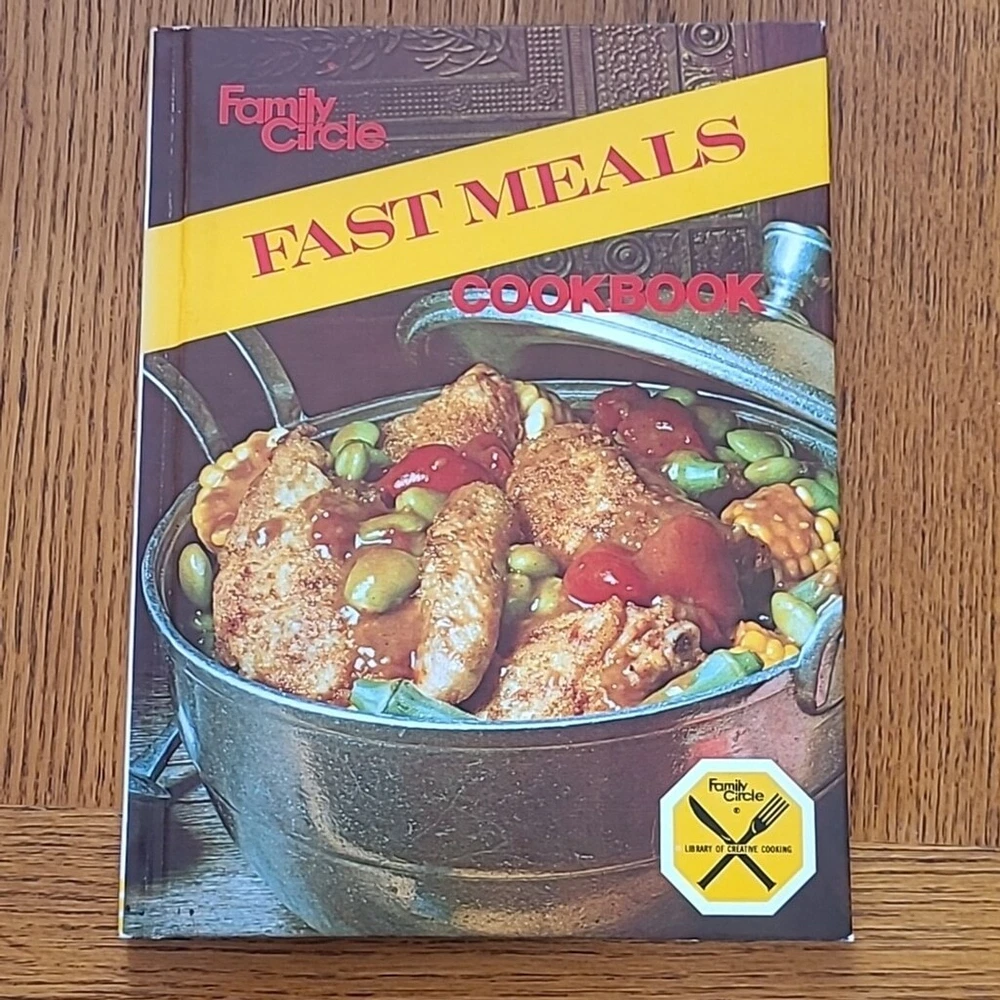 Family
Circle
FAST MEALS
COOKBOOK
Family
Circle
©
LIBRARY OF CREATIVE COOKING